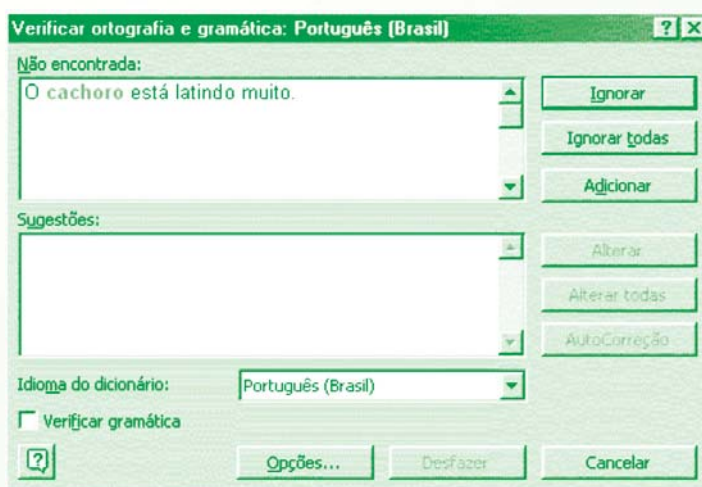 Verificar ortografia e gramática: Português (Brasil)
Não encontrada:
O cachoro está latindo muito.
Ignorar
Ignorar todas
Adicionar
Sugestões:
Alterar
Alterar todas
AutoCorreção
Idioma do dicionário:
Português (Brasil)
Verificar gramática
Opções...
Desfazer
Cancelar